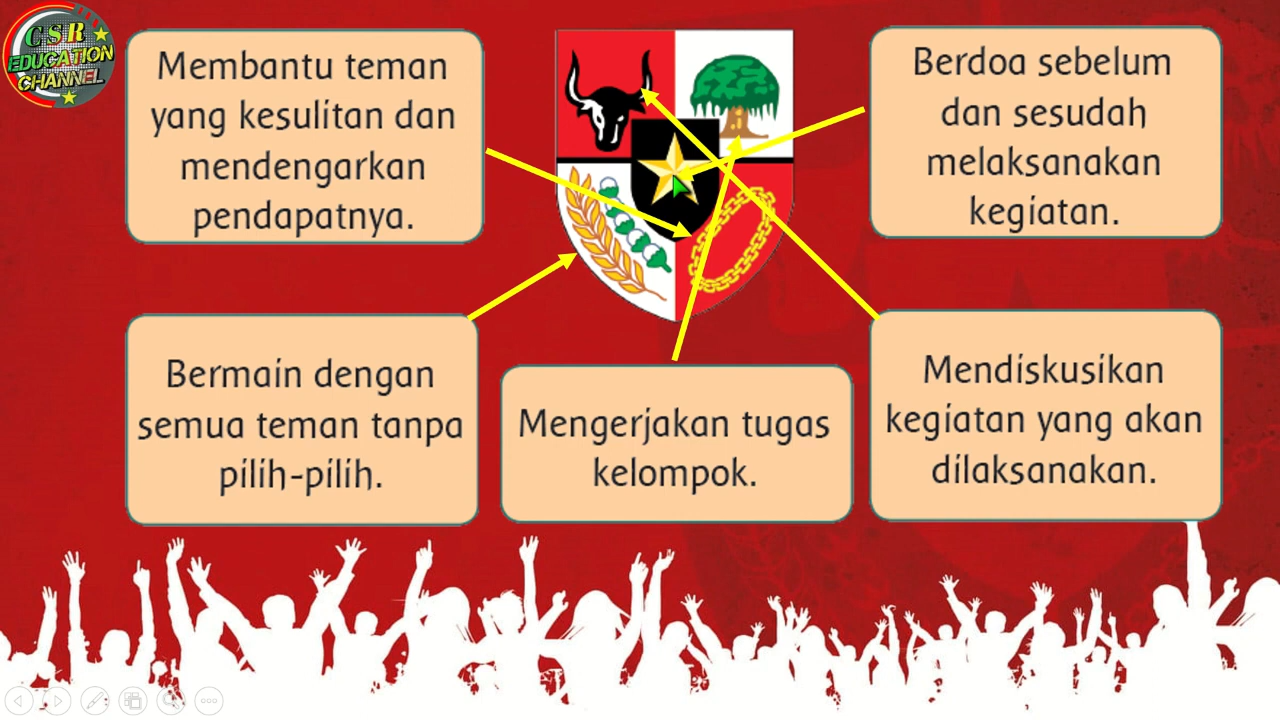 CSR
EDUCATION
CHANNEL
Membantu teman
yang kesulitan dan
mendengarkan
pendapatnya.
Berdoa sebelum
dan sesudah
melaksanakan
kegiatan.
Bermain dengan
semua teman tanpa
pilih-pilih.
Mengerjakan tugas
kelompok.
Mendiskusikan
kegiatan yang akan
dilaksanakan.